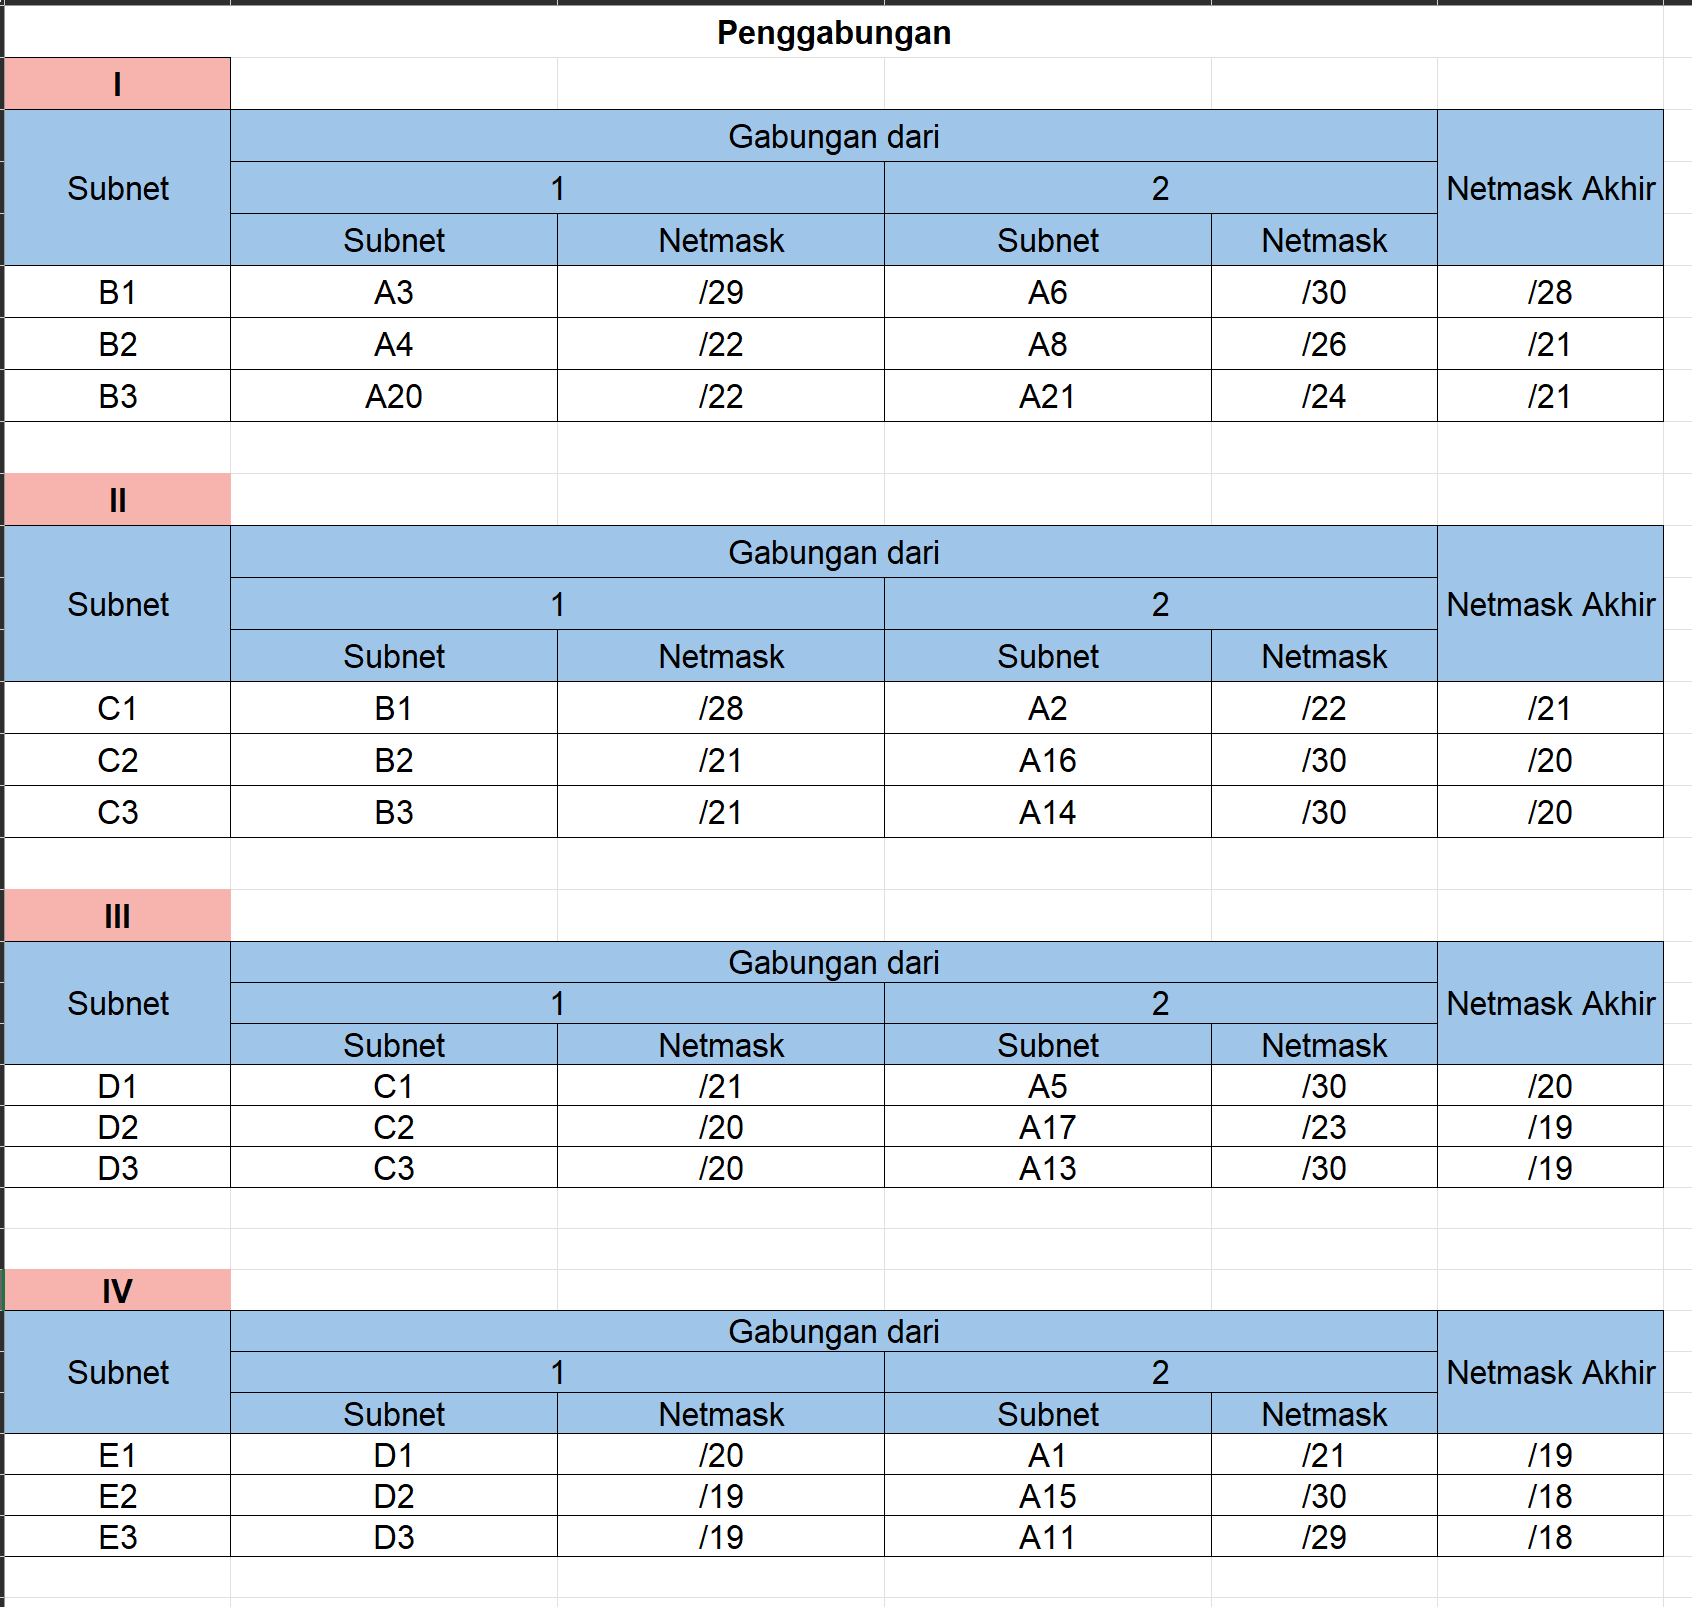 Penggabungan
I
Subnet Gabungan dari Netmask Akhir
1 2
Subnet Netmask Subnet Netmask
B1 A3 /29 A6 /30 /28
B2 A4 /22 A8 /26 /21
B3 A20 /22 A21 /24 /21
II
Subnet Gabungan dari Netmask Akhir
1 2
Subnet Netmask Subnet Netmask
C1 B1 /28 A2 /22 /21
C2 B2 /21 A16 /30 /20
C3 B3 /21 A14 /30 /20
III
Subnet Gabungan dari Netmask Akhir
1 2
Subnet Netmask Subnet Netmask
D1 C1 /21 A5 /30 /20
D2 C2 /20 A17 /23 /19
D3 C3 /20 A13 /30 /19
IV
Subnet Gabungan dari Netmask Akhir
1 2
Subnet Netmask Subnet Netmask
E1 D1 /20 A1 /21 /19
E2 D2 /19 A15 /30 /18
E3 D3 /19 A11 /29 /18